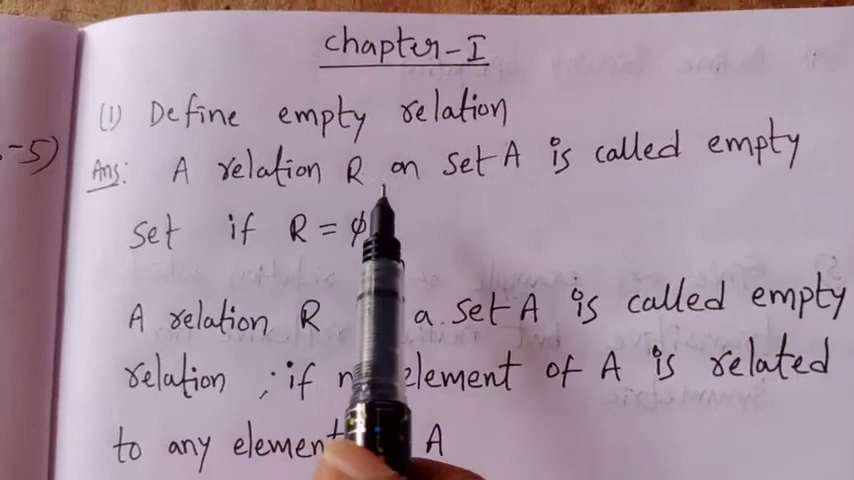 Chapter-I
-5)
(1) Define empty relation
Ans: A relation R on set A is called empty
set if R = ϕ
A relation R a set A is called empty
relation ; if element of A is related
to any element A